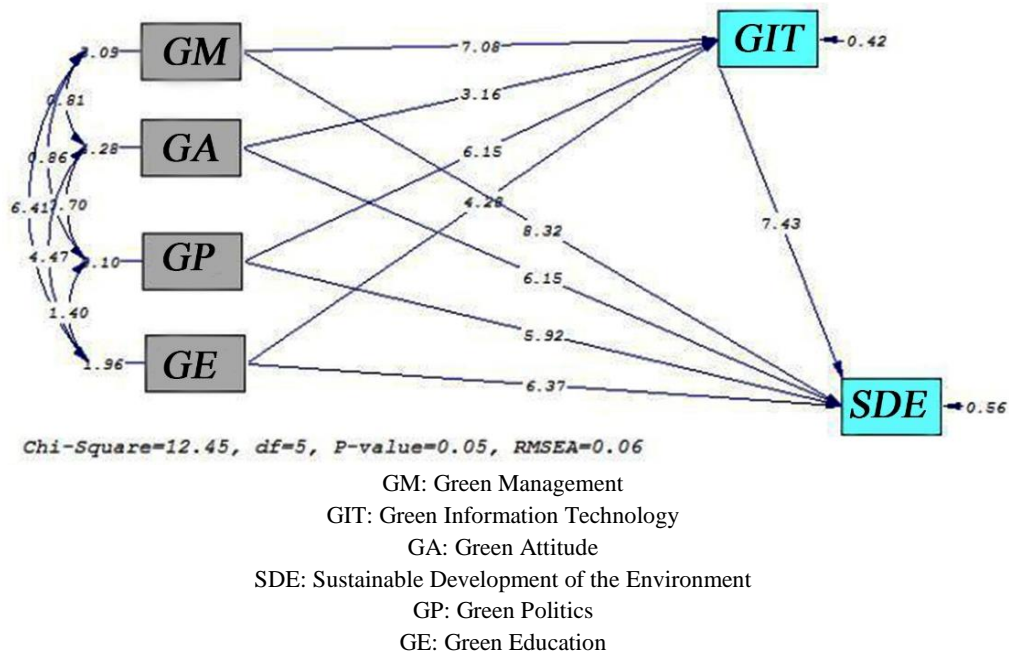 GM
GIT
0.42
7.08
0.81
3.16
GA
0.86
6.15
4.28
6.41
8.32
7.43
4.47
GP
6.15
1.40
5.92
GE
1.96
6.37
SDE
0.56
Chi-Square=12.45, df=5, P-value=0.05, RMSEA=0.06
GM: Green Management
GIT: Green Information Technology
GA: Green Attitude
SDE: Sustainable Development of the Environment
GP: Green Politics
GE: Green Education